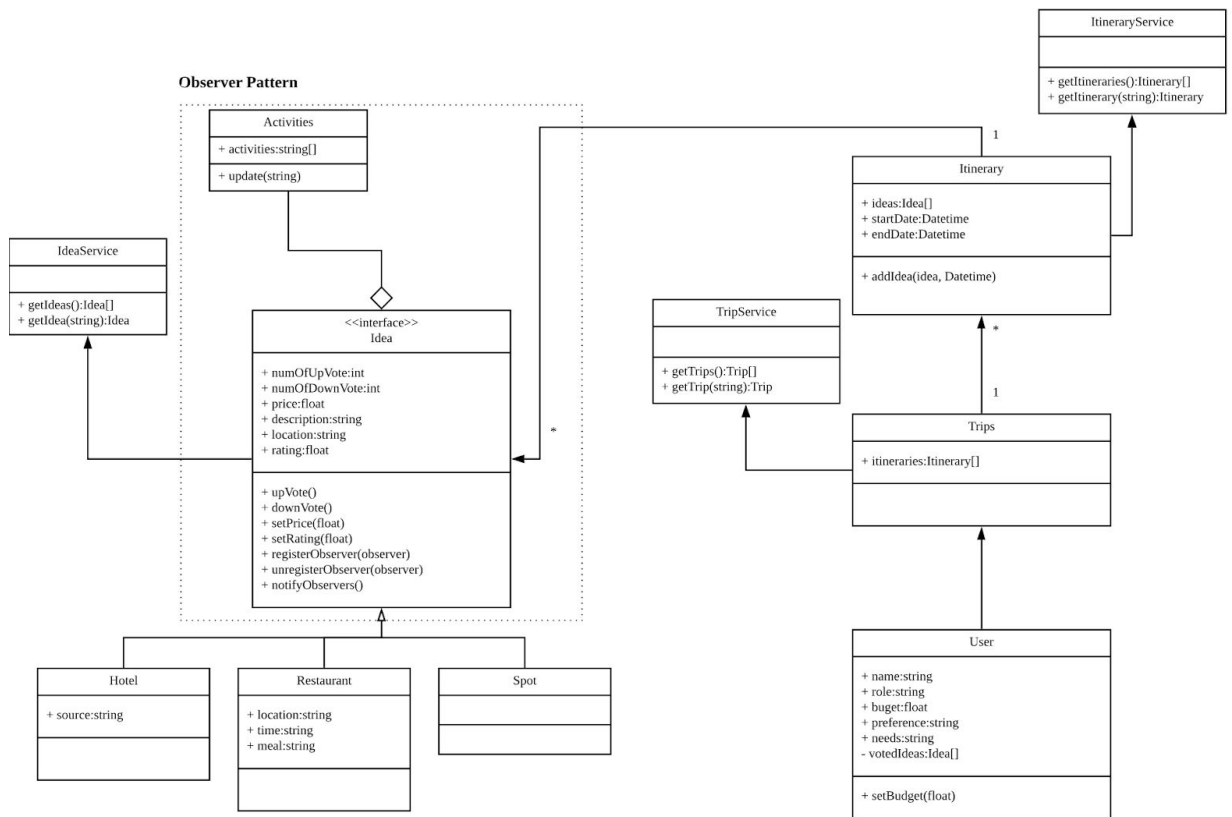 ItineraryService
+ getItineraries():Itinerary[]
+ getItinerary(string):Itinerary
Observer Pattern
Activities
+ activities:string[]
+ update(string)
1
Itinerary
+ ideas:Idea[]
+ startDate:Datetime
+ endDate:Datetime
+ addIdea(idea, Datetime)
IdeaService
+ getIdeas():Idea[]
+ getIdea(string):Idea
<<interface>>
Idea
+ numOfUpVote:int
+ numOfDownVote:int
+ price:float
+ description:string
+ location:string
+ rating:float
+ upVote()
+ downVote()
+ setPrice(float)
+ setRating(float)
+ registerObserver(observer)
+ unregisterObserver(observer)
+ notifyObservers()
*
TripService
+ getTrips():Trip[]
+ getTrip(string):Trip
*
1
Trips
+ itineraries:Itinerary[]
Hotel
+ source:string
Restaurant
+ location:string
+ time:string
+ meal:string
Spot
User
+ name:string
+ role:string
+ buget:float
+ preference:string
+ needs:string
- votedIdeas:Idea[]
+ setBudget(float)